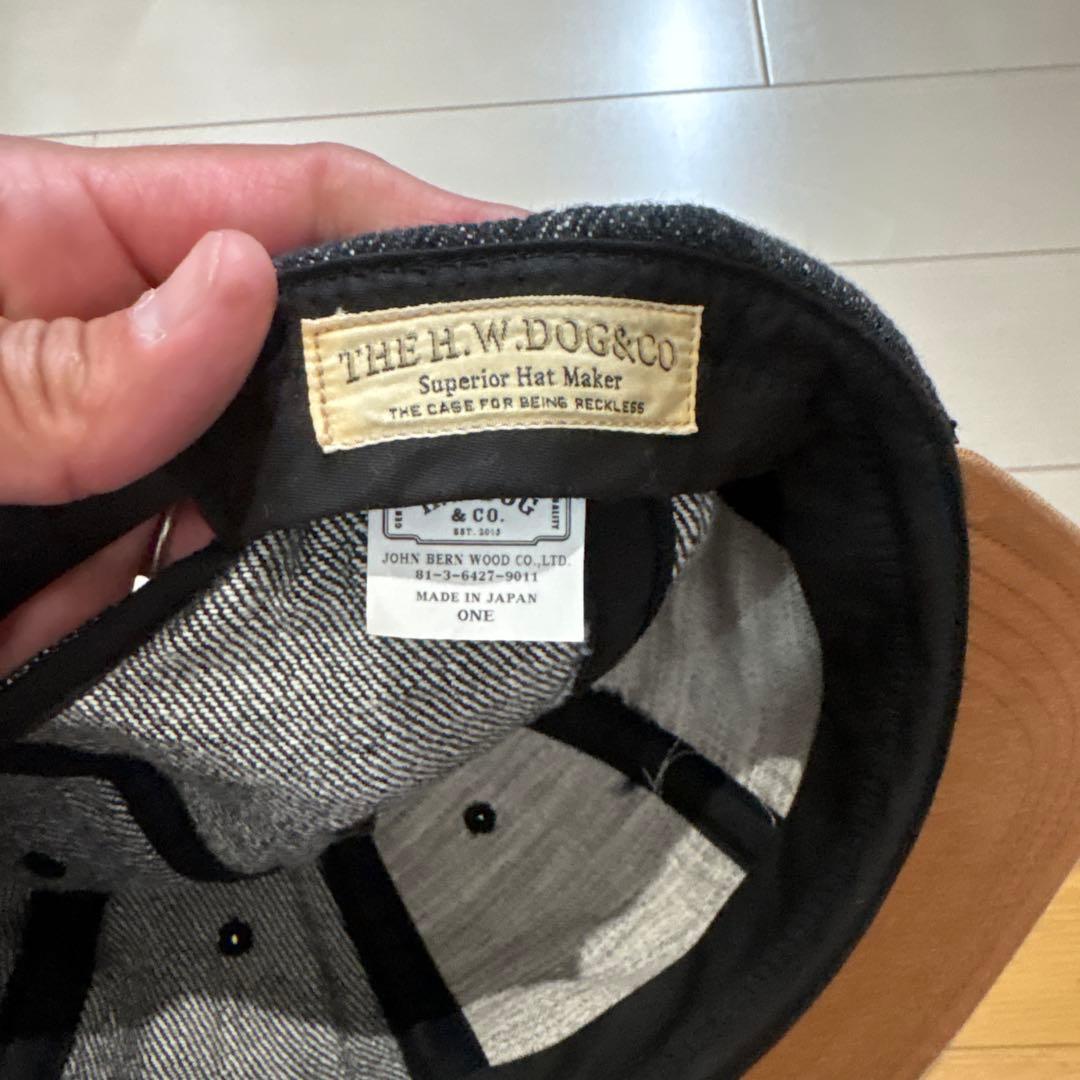 THE H.W.DOG&CO
Superior Hat Maker
THE CASE FOR BEING RECKLESS
& CO.
EST. 2013
JOHN BERN WOOD CO.,LTD.
81-3-6427-9011
MADE IN JAPAN
ONE